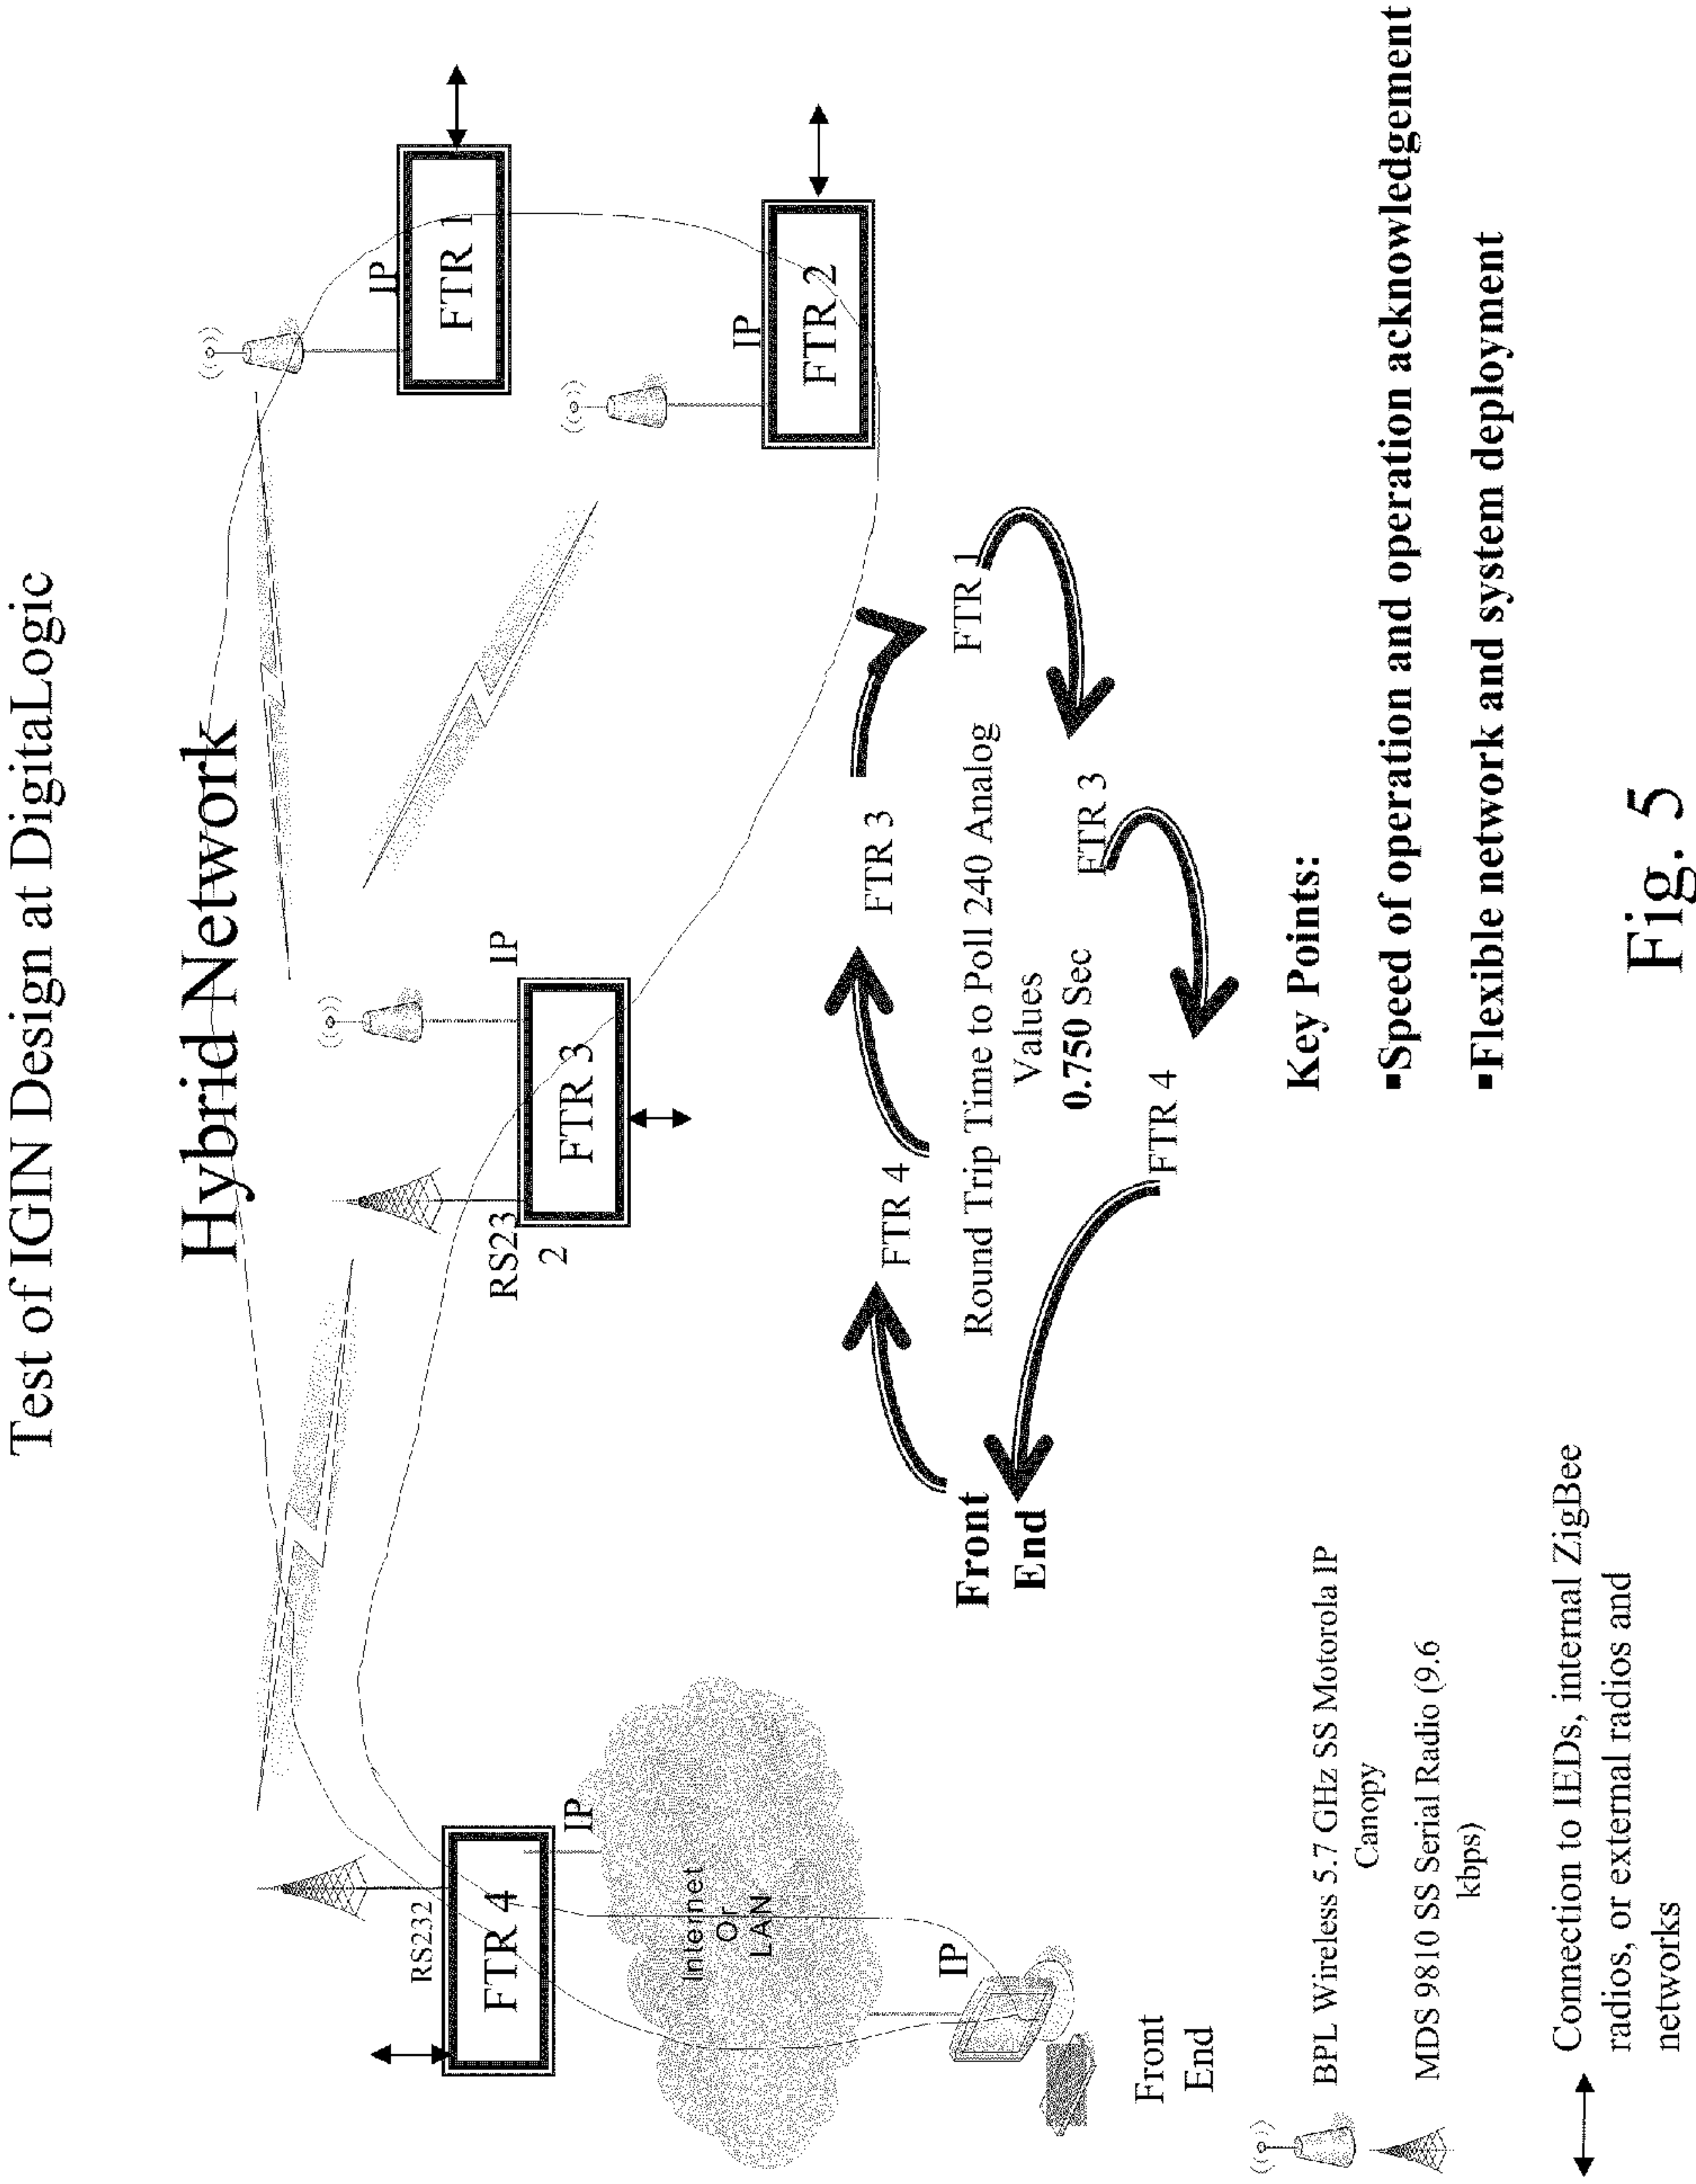 Test of IGIN Design at DigitaLogic
Hybrid Network
IP
FTR 1
IP
FTR 2
IP
FTR 3
RS23
2
RS232
FTR 4
IP
Internet
Or
LAN
IP
Front
End
Front
End
FTR 4
FTR 3
FTR 1
FTR 3
FTR 4
Round Trip Time to Poll 240 Analog
Values
0.750 Sec
BPL Wireless 5.7 GHz SS Motorola IP
Canopy
MDS 9810 SS Serial Radio (9.6
kbps)
Connection to IEDs, internal ZigBee
radios, or external radios and
networks
Key Points:
▪Speed of operation and operation acknowledgement
▪Flexible network and system deployment
Fig. 5